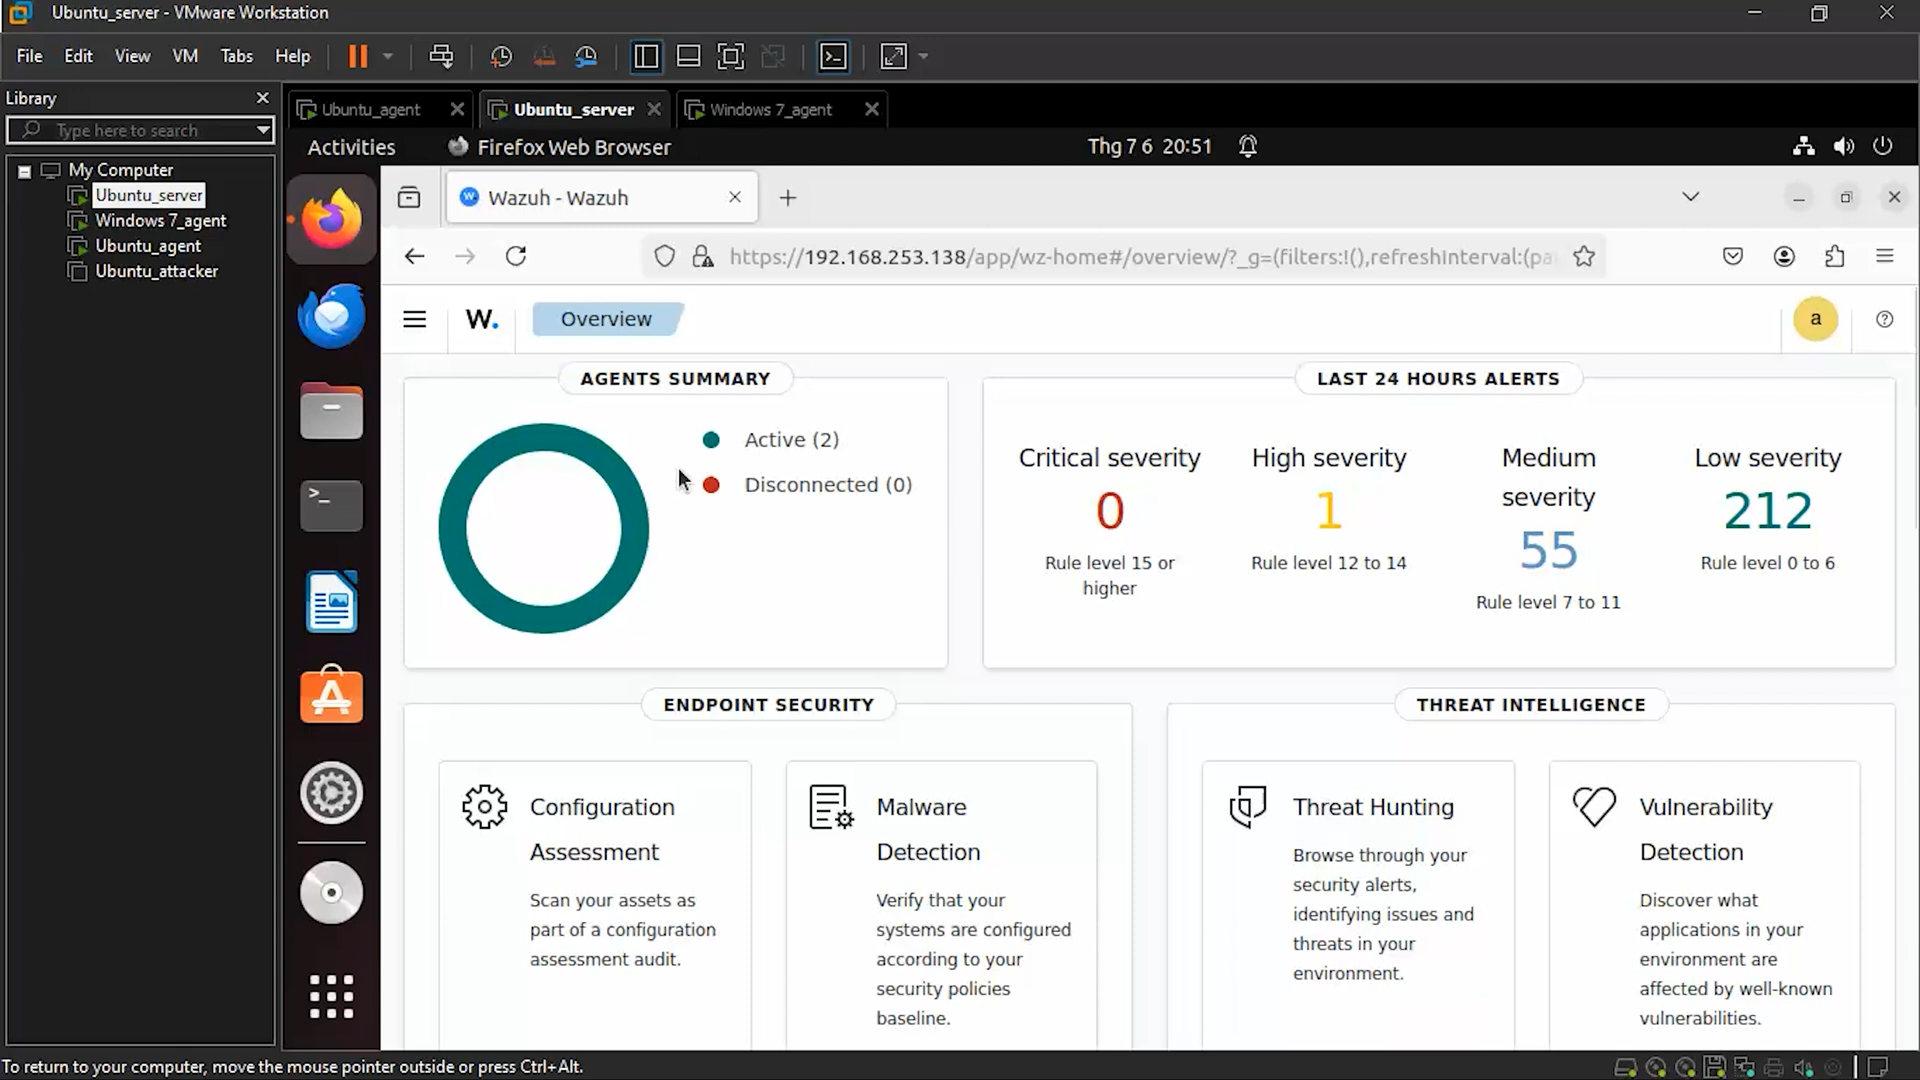 Ubuntu_server - VMware Workstation
File Edit View VM Tabs Help
Library
Type here to search
My Computer
Ubuntu_server
Windows 7_agent
Ubuntu_agent
Ubuntu_attacker
Ubuntu_agent Ubuntu_server Windows 7_agent
Activities Firefox Web Browser Thg 7 6 20:51
Wazuh - Wazuh
https://192.168.253.138/app/wz-home#/overview/?_g=(filters:!(),refreshInterval:(pa
W. Overview a
AGENTS SUMMARY
Active (2)
Disconnected (0)
LAST 24 HOURS ALERTS
Critical severity
0
Rule level 15 or
higher
High severity
1
Rule level 12 to 14
Medium
severity
55
Rule level 7 to 11
Low severity
212
Rule level 0 to 6
ENDPOINT SECURITY
Configuration
Assessment
Scan your assets as
part of a configuration
assessment audit.
Malware
Detection
Verify that your
systems are configured
according to your
security policies
baseline.
THREAT INTELLIGENCE
Threat Hunting
Browse through your
security alerts,
identifying issues and
threats in your
environment.
Vulnerability
Detection
Discover what
applications in your
environment are
affected by well-known
vulnerabilities.
To return to your computer, move the mouse pointer outside or press Ctrl+Alt.